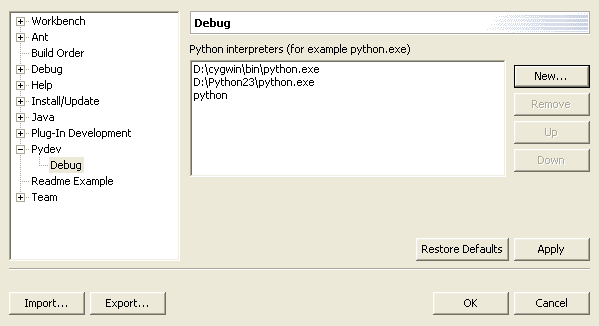 Workbench
Ant
Build Order
Debug
Help
Install/Update
Java
Plug-In Development
Pydev
Debug
Readme Example
Team
Debug
Python interpreters (for example python.exe)
D:\cygwin\bin\python.exe
D:\Python23\python.exe
python
New...
Remove
Up
Down
Restore Defaults
Apply
Import...
Export...
OK
Cancel